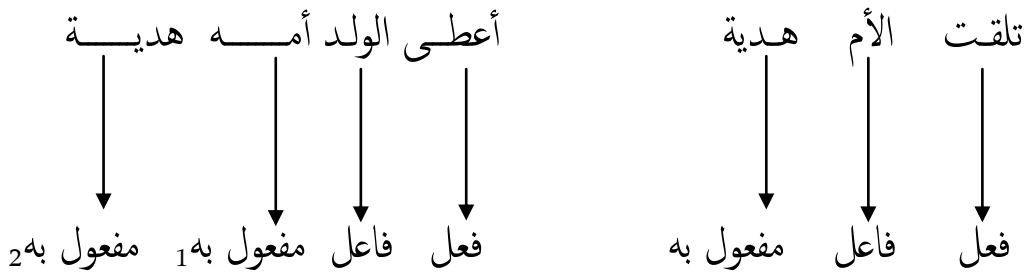 تلقت الأم هدية أعطى الولد أمه هدية
فعل فاعل مفعول به فعل فاعل مفعول به1 مفعول به2